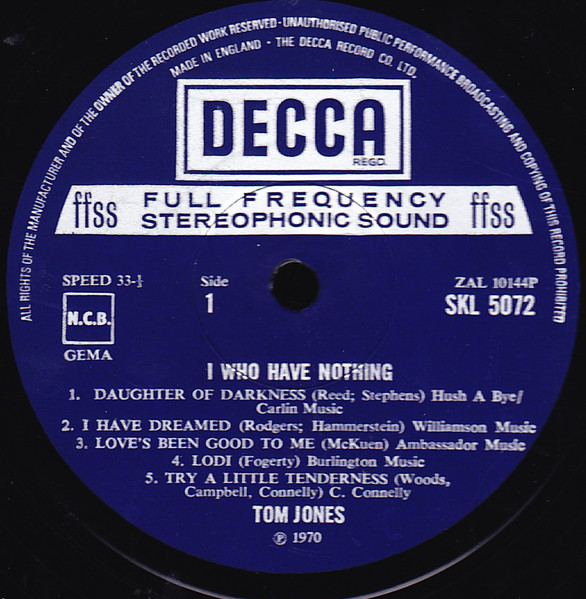 ALL RIGHTS OF THE MANUFACTURER AND OF THE OWNER OF THE RECORDED WORK RESERVED · UNAUTHORISED PUBLIC PERFORMANCE BROADCASTING AND COPYING OF THIS RECORD PROHIBITED
MADE IN ENGLAND · THE DECCA RECORD CO. LTD.
DECCA
REGD.
ffss FULL FREQUENCY STEREOPHONIC SOUND ffss
SPEED 33-⅓ Side ZAL 10144P
N.C.B. 1 SKL 5072
GEMA
I WHO HAVE NOTHING
1. DAUGHTER OF DARKNESS (Reed; Stephens) Hush A Bye/
Carlin Music
2. I HAVE DREAMED (Rodgers; Hammerstein) Williamson Music
3. LOVE'S BEEN GOOD TO ME (McKuen) Ambassador Music
4. LODI (Fogerty) Burlington Music
5. TRY A LITTLE TENDERNESS (Woods,
Campbell, Connelly) C. Connelly
TOM JONES
℗ 1970